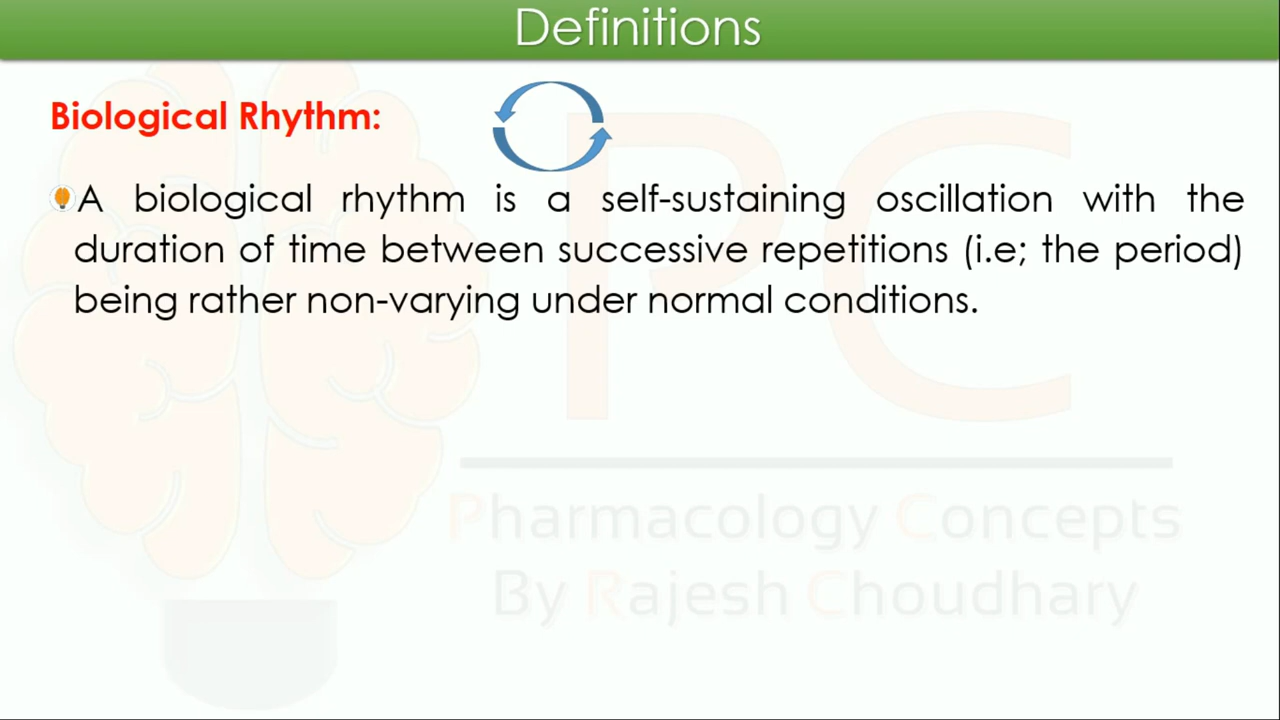 Definitions
Biological Rhythm:
A biological rhythm is a self-sustaining oscillation with the
duration of time between successive repetitions (i.e; the period)
being rather non-varying under normal conditions.
PC
Pharmacology Concepts
By Rajesh Choudhary